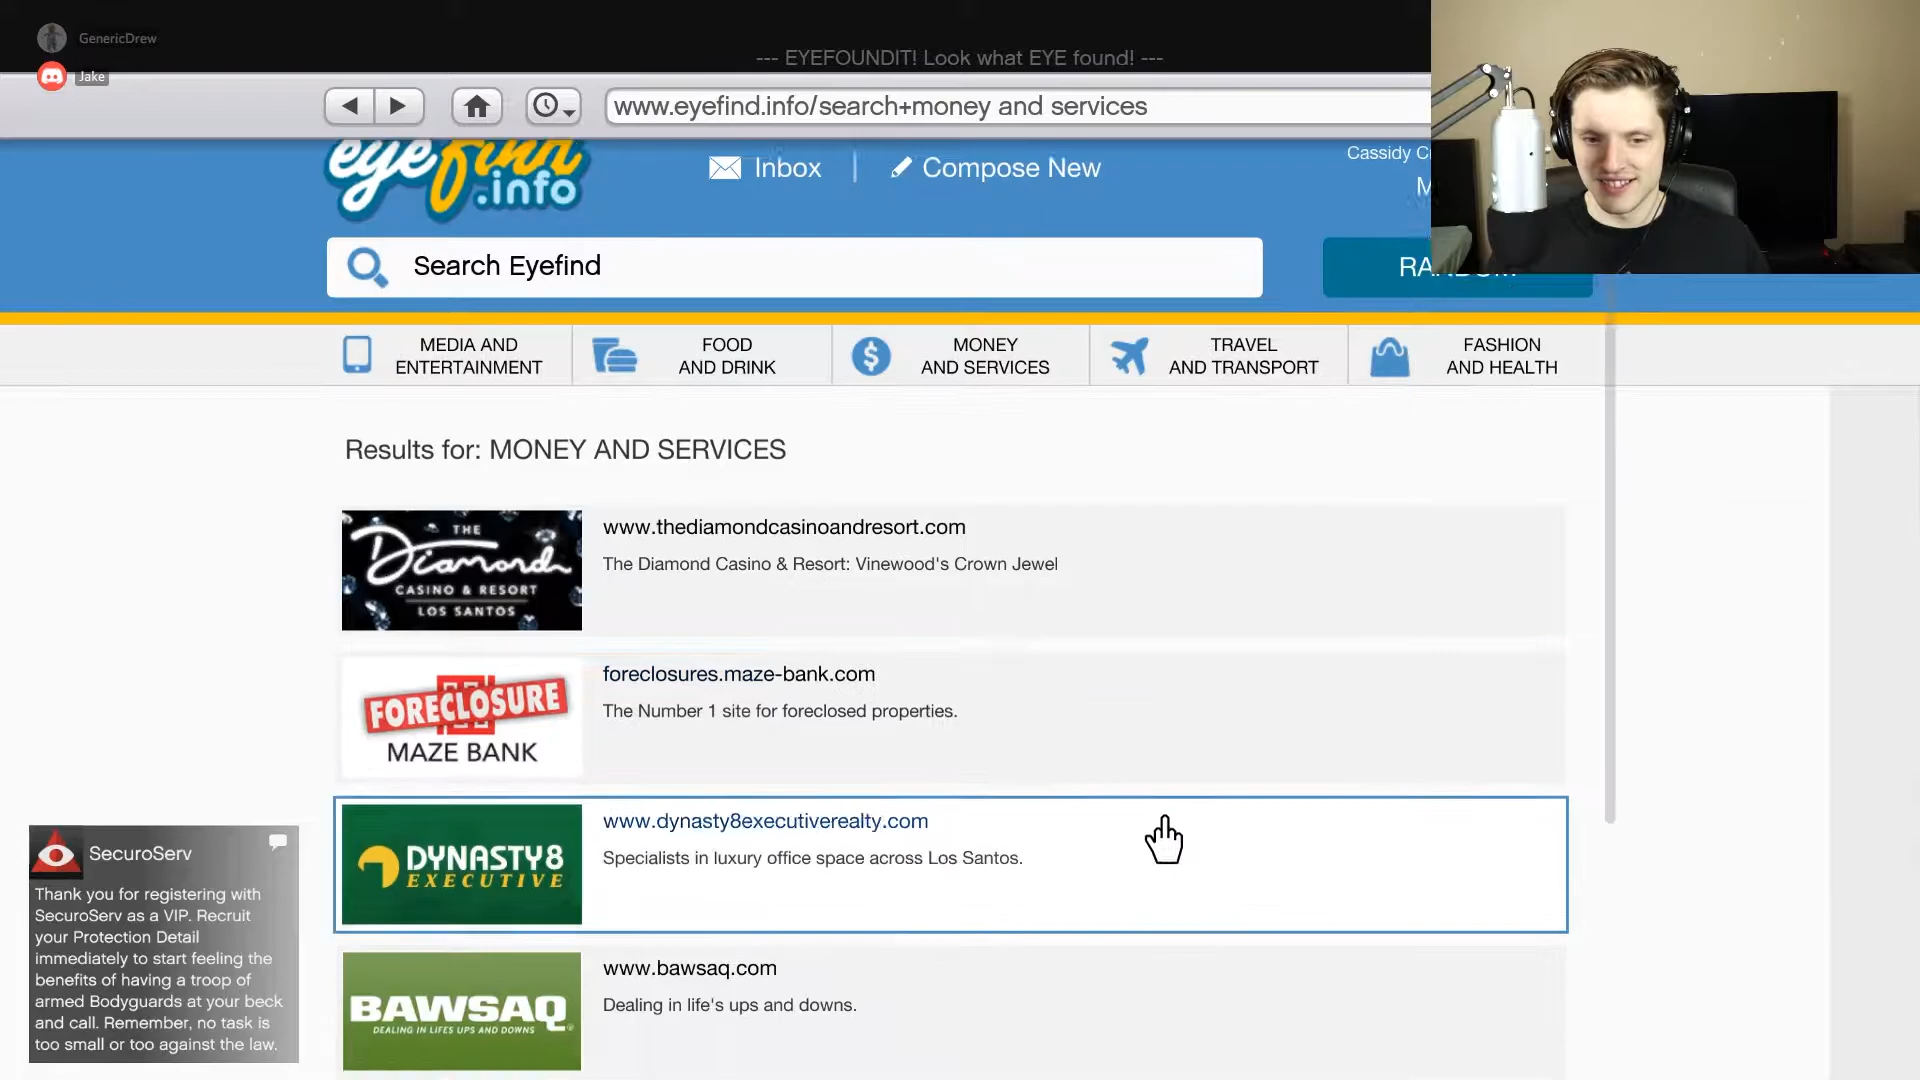 GenericDrew
Jake
--- EYEFOUNDIT! Look what EYE found! ---
www.eyefind.info/search+money and services
eyefind
.info
Inbox
Compose New
Cassidy
Search Eyefind
MEDIA AND
ENTERTAINMENT
FOOD
AND DRINK
MONEY
AND SERVICES
TRAVEL
AND TRANSPORT
FASHION
AND HEALTH
Results for: MONEY AND SERVICES
THE
Diamond
CASINO & RESORT
LOS SANTOS
www.thediamondcasinoandresort.com
The Diamond Casino & Resort: Vinewood's Crown Jewel
FORECLOSURE
MAZE BANK
foreclosures.maze-bank.com
The Number 1 site for foreclosed properties.
DYNASTY8
EXECUTIVE
www.dynasty8executiverealty.com
Specialists in luxury office space across Los Santos.
BAWSAQ
DEALING IN LIFES UPS AND DOWNS
www.bawsaq.com
Dealing in life's ups and downs.
SecuroServ
Thank you for registering with
SecuroServ as a VIP. Recruit
your Protection Detail
immediately to start feeling the
benefits of having a troop of
armed Bodyguards at your beck
and call. Remember, no task is
too small or too against the law.